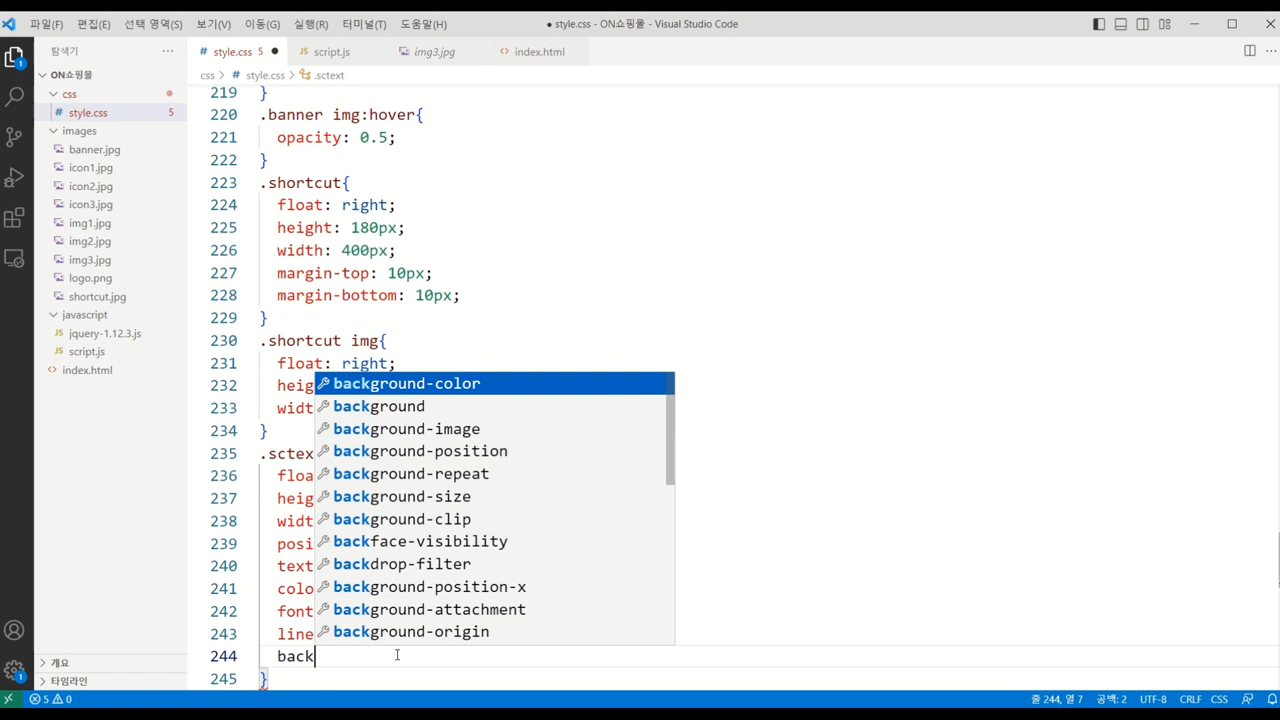 파일(F) 편집(E) 선택 영역(S) 보기(V) 이동(G) 실행(R) 터미널(T) 도움말(H)
● style.css - ON쇼핑몰 - Visual Studio Code
탐색기
# style.css 5 ●
JS script.js
img3.jpg
<> index.html
css > # style.css > .sctext
ON쇼핑몰
css
# style.css 5
images
banner.jpg
icon1.jpg
icon2.jpg
icon3.jpg
img1.jpg
img2.jpg
img3.jpg
logo.png
shortcut.jpg
javascript
JS jquery-1.12.3.js
JS script.js
<> index.html
개요
타임라인
1
1
219 }
220 .banner img:hover{
221 opacity: 0.5;
222 }
223 .shortcut{
224 float: right;
225 height: 180px;
226 width: 400px;
227 margin-top: 10px;
228 margin-bottom: 10px;
229 }
230 .shortcut img{
231 float: right;
232 heig
233 widt
234 }
235 .sctex
236 floa
237 heig
238 widt
239 posi
240 text
241 colo
242 font
243 line
244 back
245 }
background-color
background
background-image
background-position
background-repeat
background-size
background-clip
backface-visibility
backdrop-filter
background-position-x
background-attachment
background-origin
5 0
줄 244, 열 7 공백: 2 UTF-8 CRLF CSS